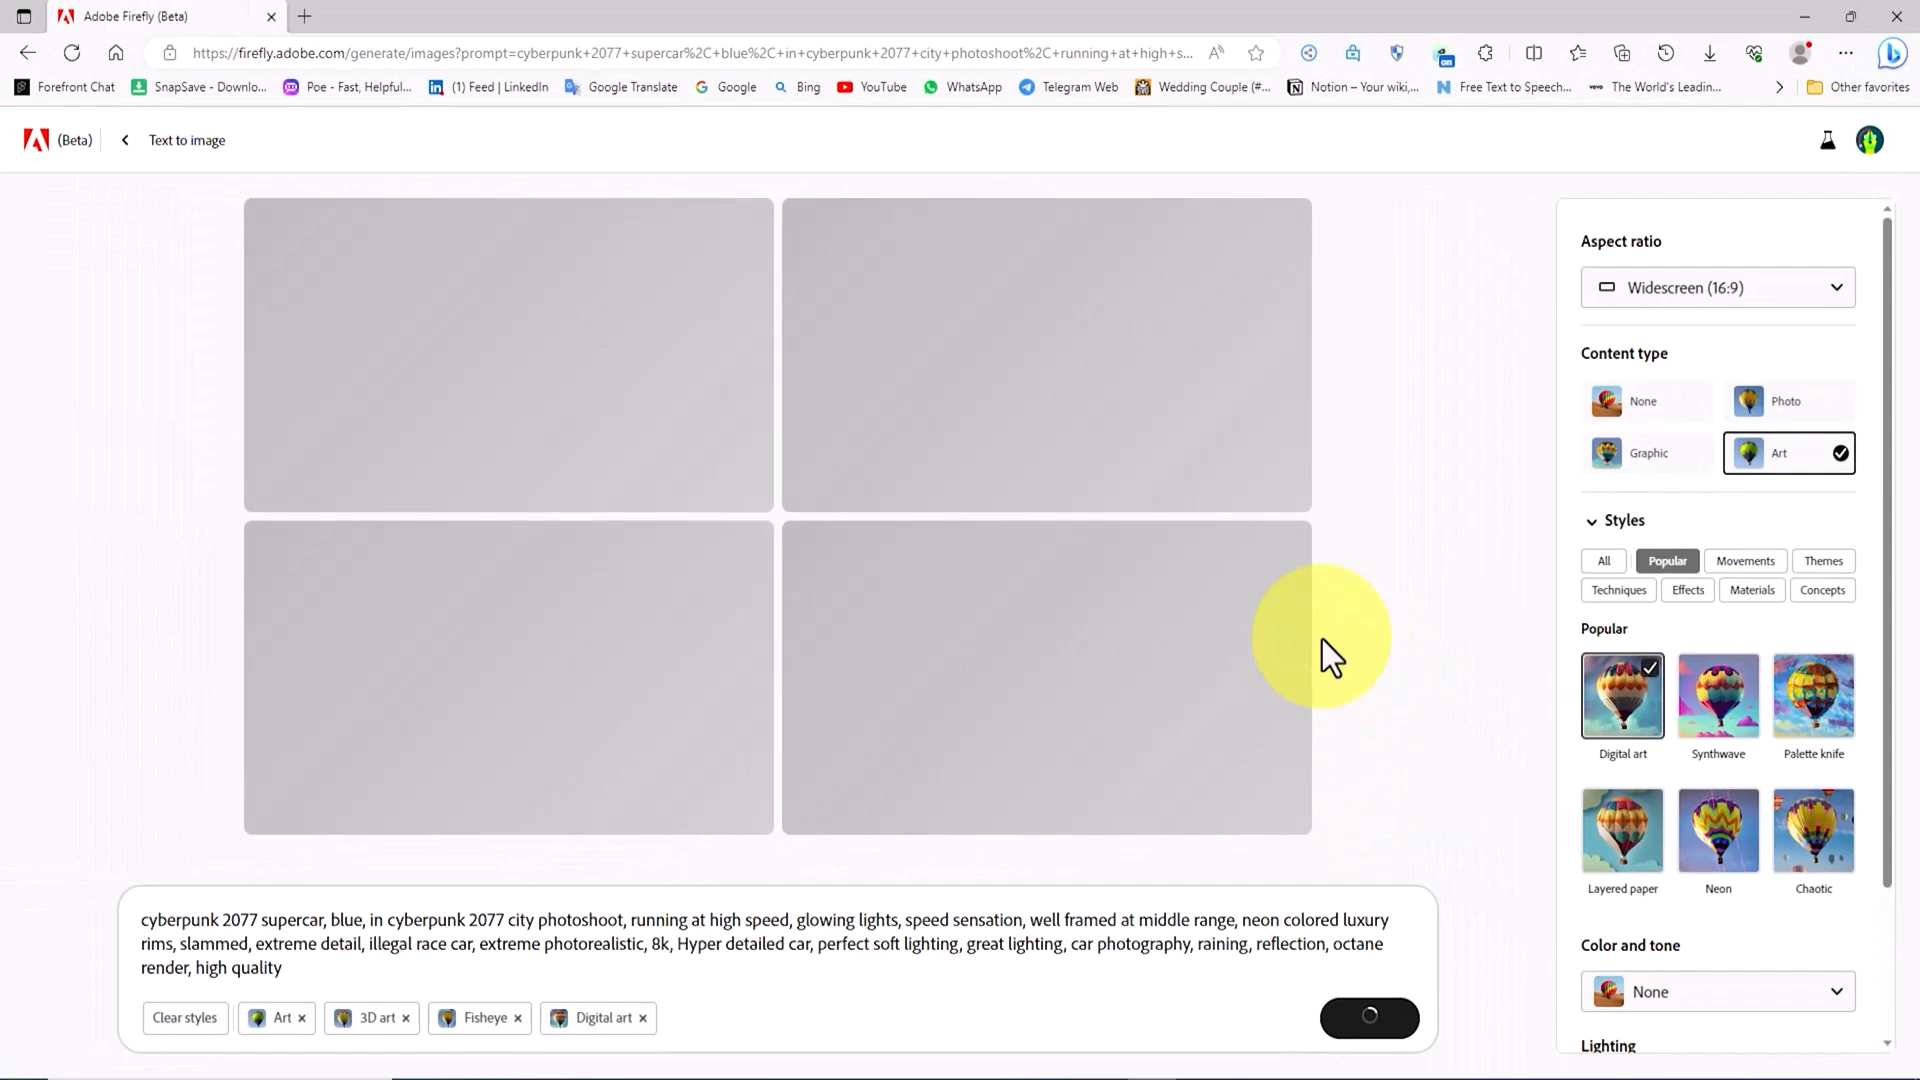 Adobe Firefly (Beta)
https://firefly.adobe.com/generate/images?prompt=cyberpunk+2077+supercar%2C+blue%2C+in+cyberpunk+2077+city+photoshoot%2C+running+at+high+s...
on
Forefront Chat
SnapSave - Downlo...
Poe - Fast, Helpful...
(1) Feed | LinkedIn
Google Translate
Google
Bing
YouTube
WhatsApp
Telegram Web
Wedding Couple (#...
Notion – Your wiki,...
Free Text to Speech...
The World's Leadin...
Other favorites
(Beta)
Text to image
Aspect ratio
Widescreen (16:9)
Content type
None
Photo
Graphic
Art
Styles
All
Popular
Movements
Themes
Techniques
Effects
Materials
Concepts
Popular
Digital art
Synthwave
Palette knife
Layered paper
Neon
Chaotic
Color and tone
None
Lighting
cyberpunk 2077 supercar, blue, in cyberpunk 2077 city photoshoot, running at high speed, glowing lights, speed sensation, well framed at middle range, neon colored luxury
rims, slammed, extreme detail, illegal race car, extreme photorealistic, 8k, Hyper detailed car, perfect soft lighting, great lighting, car photography, raining, reflection, octane
render, high quality
Clear styles
Art
3D art
Fisheye
Digital art